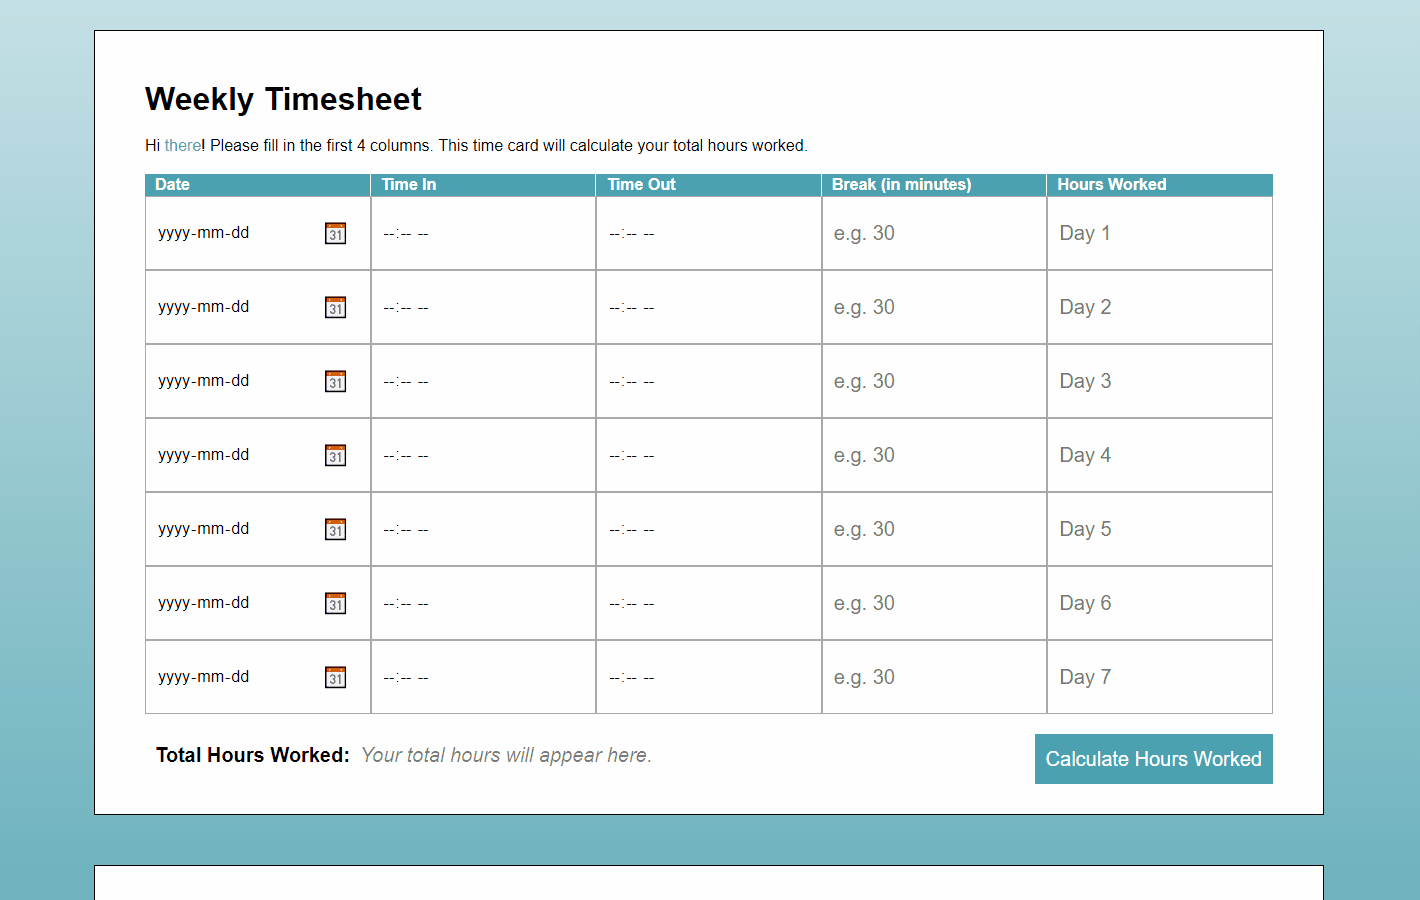 Weekly Timesheet
Hi there! Please fill in the first 4 columns. This time card will calculate your total hours worked.
Date Time In Time Out Break (in minutes) Hours Worked
yyyy-mm-dd 31 --:-- -- --:-- -- e.g. 30 Day 1
yyyy-mm-dd 31 --:-- -- --:-- -- e.g. 30 Day 2
yyyy-mm-dd 31 --:-- -- --:-- -- e.g. 30 Day 3
yyyy-mm-dd 31 --:-- -- --:-- -- e.g. 30 Day 4
yyyy-mm-dd 31 --:-- -- --:-- -- e.g. 30 Day 5
yyyy-mm-dd 31 --:-- -- --:-- -- e.g. 30 Day 6
yyyy-mm-dd 31 --:-- -- --:-- -- e.g. 30 Day 7
Total Hours Worked: Your total hours will appear here. Calculate Hours Worked